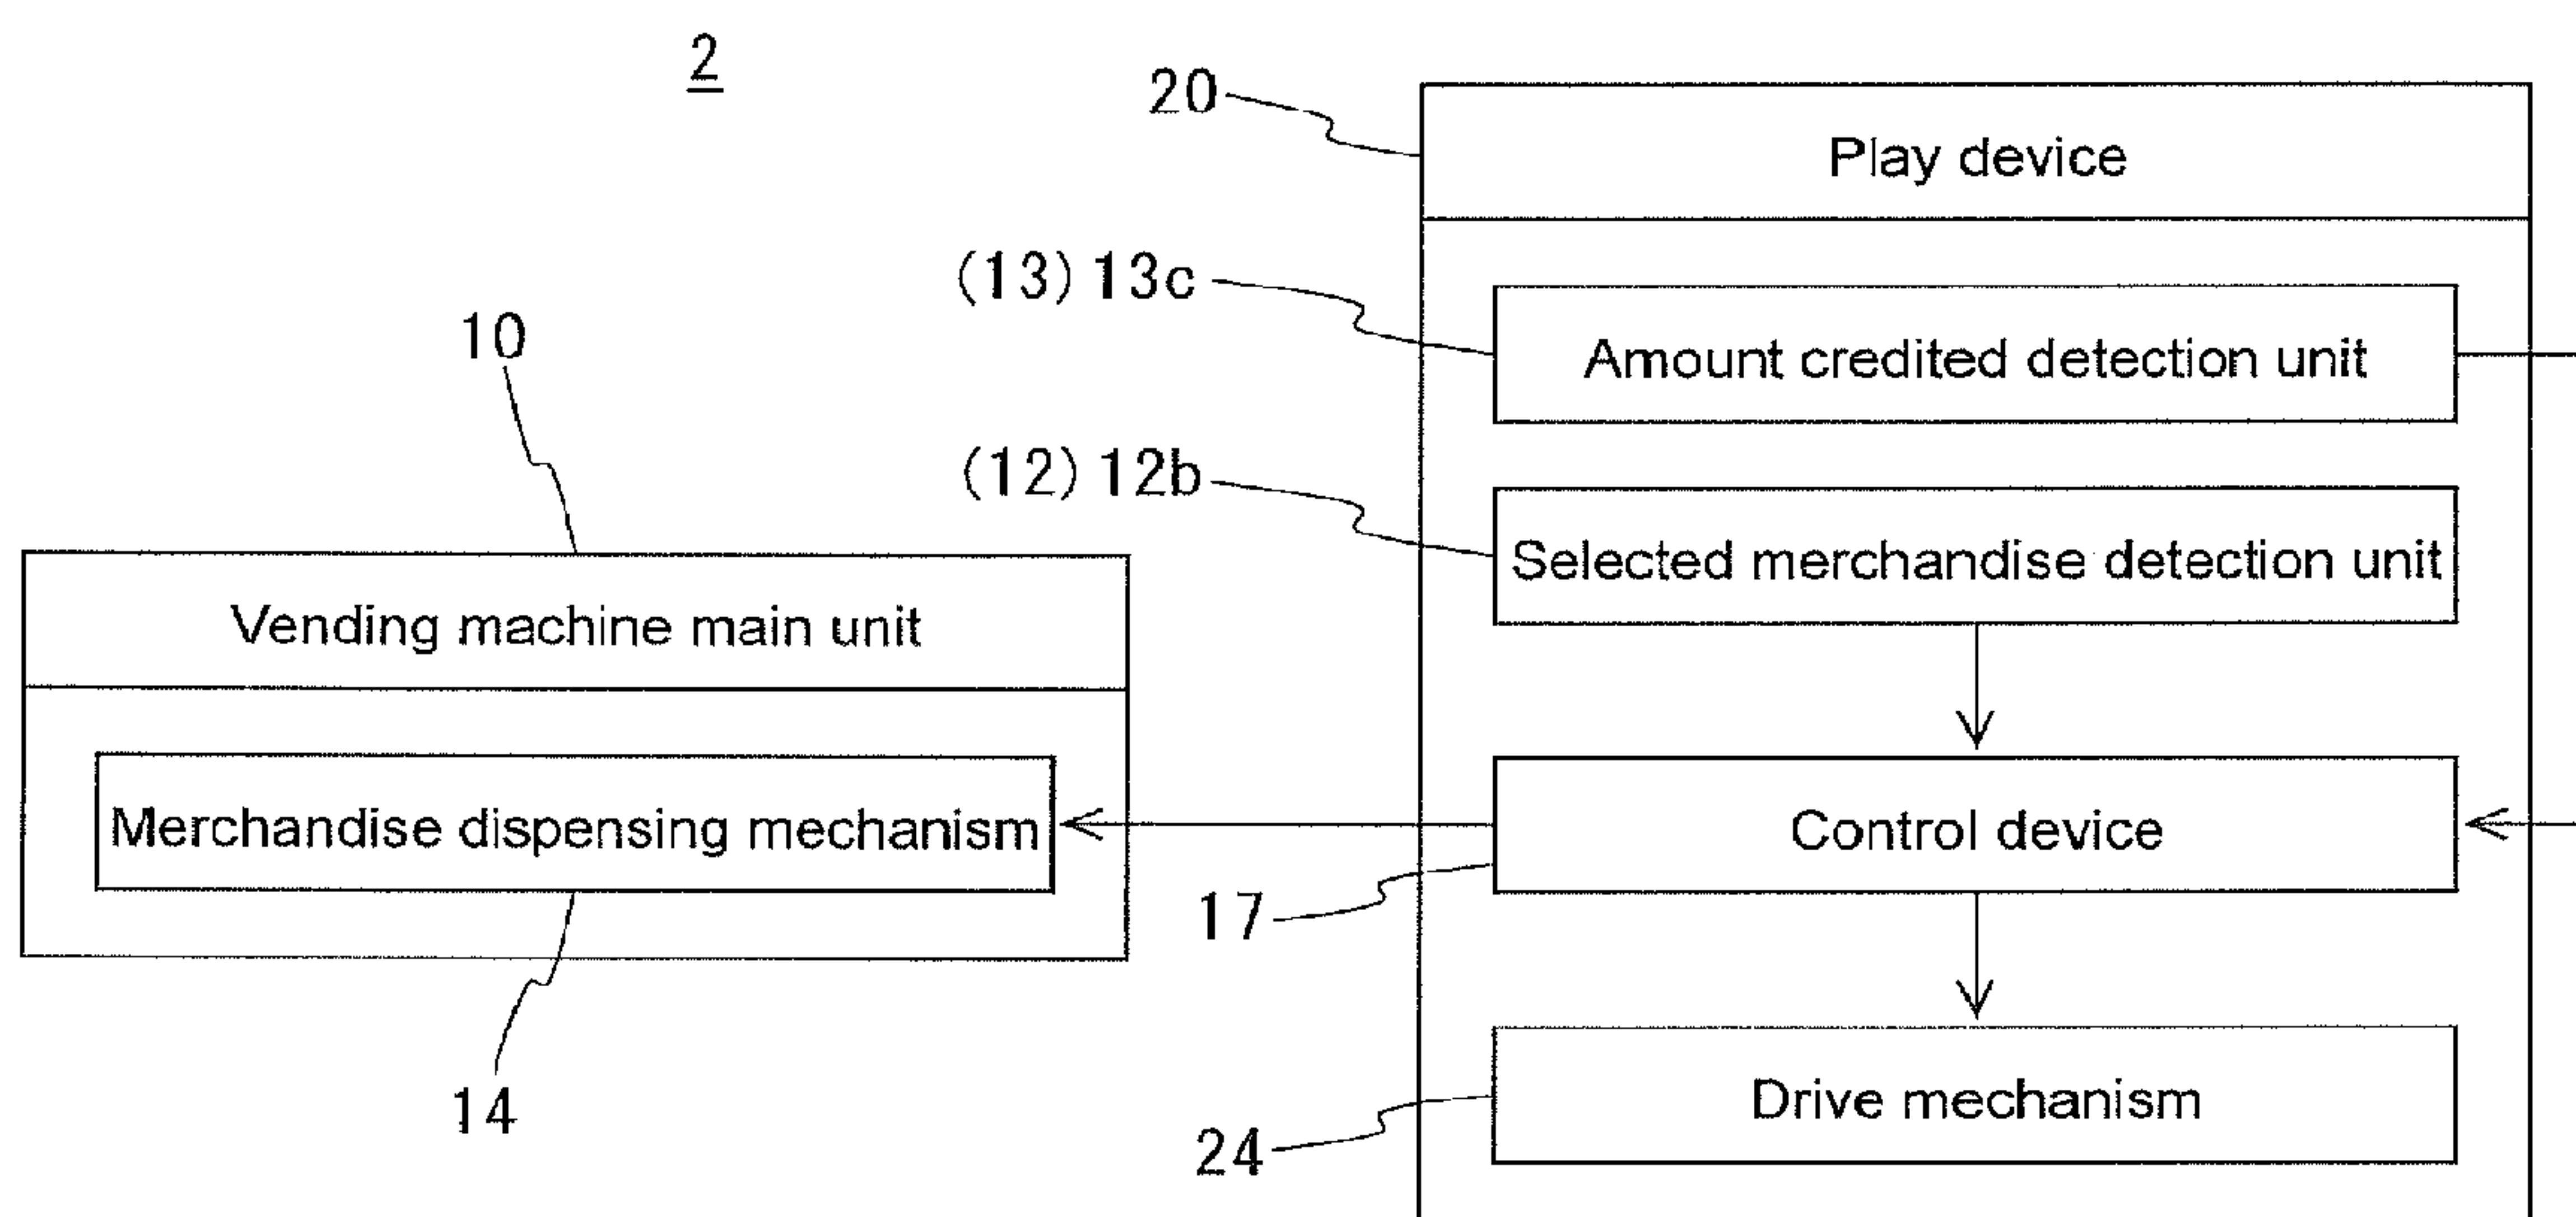 2
20
Play device
(13) 13c
Amount credited detection unit
10
(12) 12b
Selected merchandise detection unit
Vending machine main unit
Merchandise dispensing mechanism
Control device
17
14
Drive mechanism
24